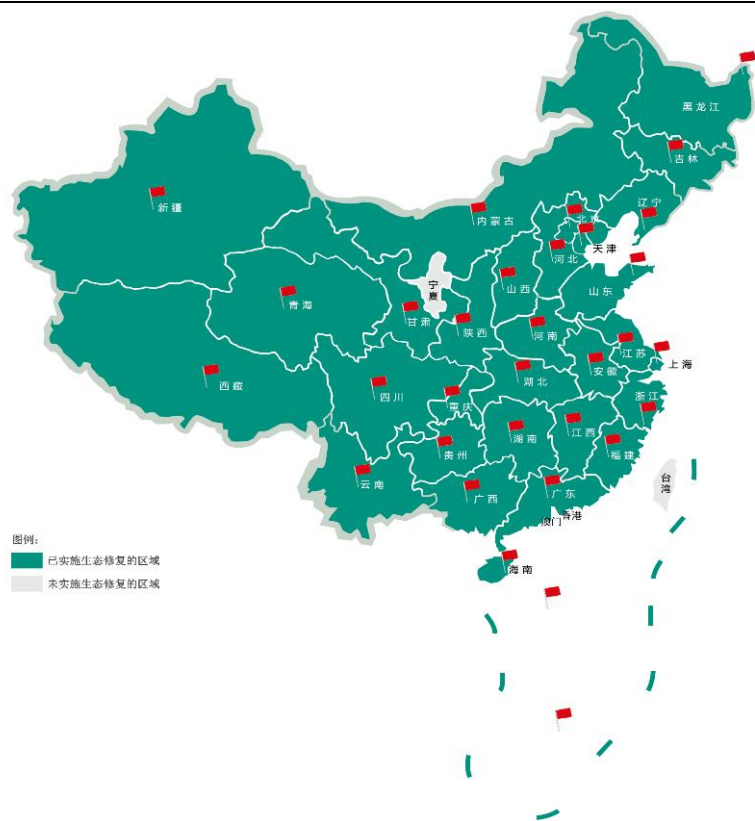 黑龙江
吉林
辽宁
新疆
内蒙古
北京
天津
河北
宁夏
山西
山东
青海
甘肃
陕西
河南
江苏
上海
安徽
西藏
四川
湖北
重庆
浙江
湖南
江西
贵州
福建
云南
广西
广东
台湾
香港
澳门
图例：
已实施生态修复的区域
海南
未实施生态修复的区域